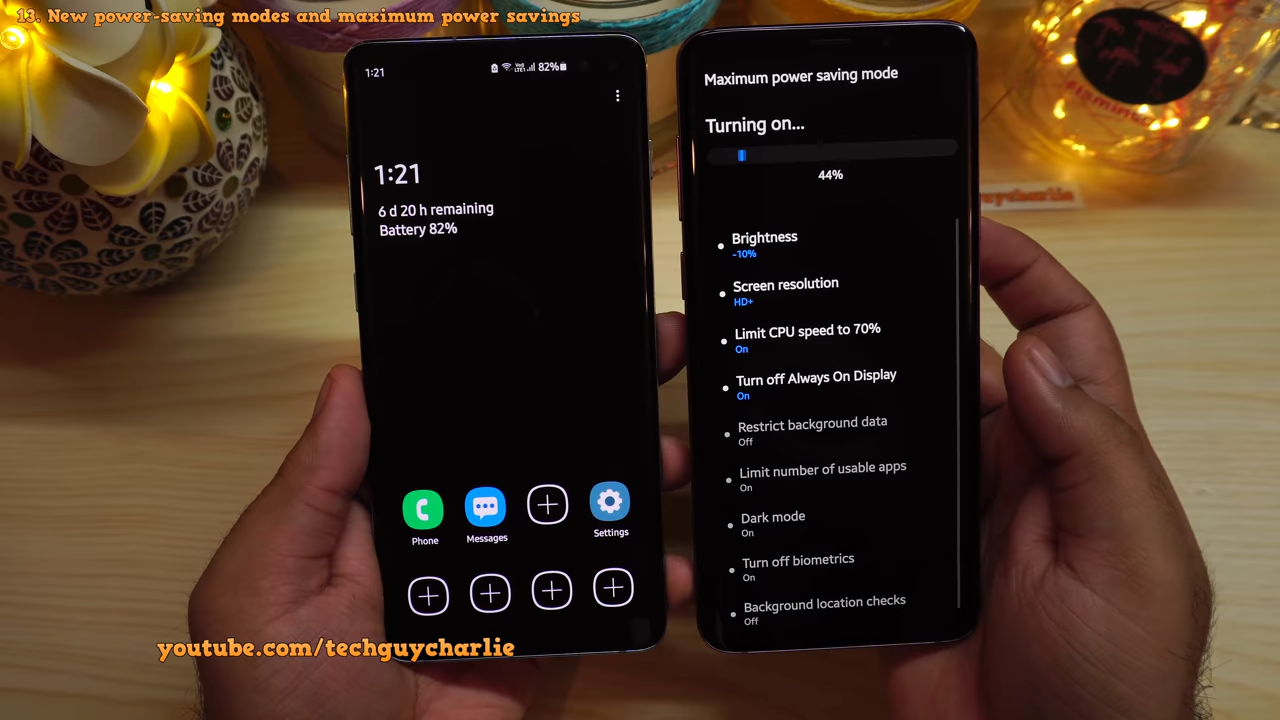 13. New power-saving modes and maximum power savings
1:21
LTE1
82%
1:21
6 d 20 h remaining
Battery 82%
Phone
Messages
Settings
Maximum power saving mode
Turning on...
44%
Brightness
-10%
Screen resolution
HD+
Limit CPU speed to 70%
On
Turn off Always On Display
On
Restrict background data
Off
Limit number of usable apps
On
Dark mode
On
Turn off biometrics
On
Background location checks
Off
flamingo
uycharlie
youtube.com/techguycharlie